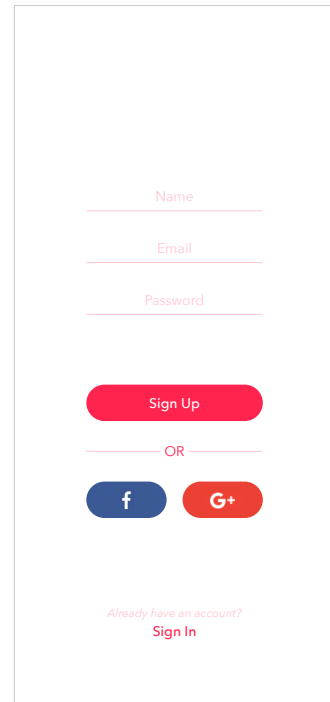 Name
Email
Password
Sign Up
OR
f G+
Already have an account?
Sign In